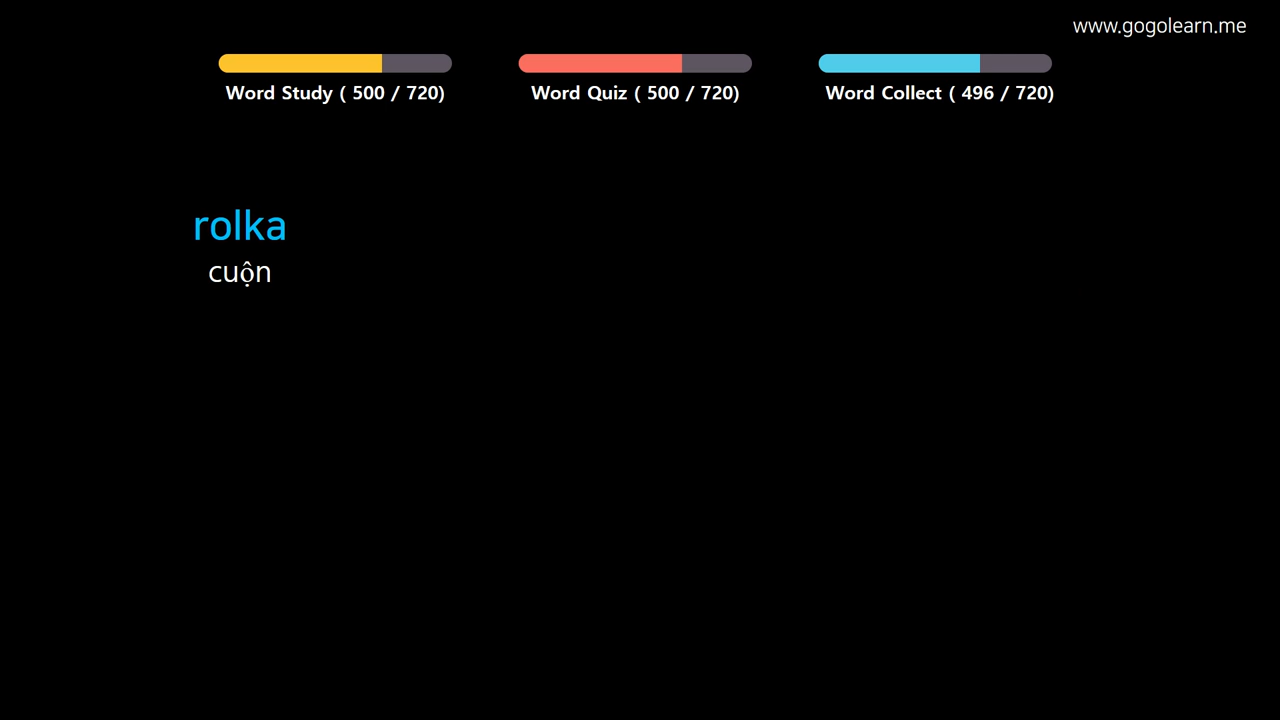 www.gogolearn.me
Word Study ( 500 / 720)
Word Quiz ( 500 / 720)
Word Collect ( 496 / 720)
rolka
cuộn